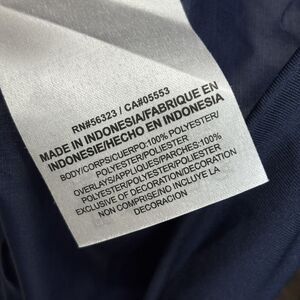 RN#56323 / CA#05553
MADE IN INDONESIA/FABRIQUE EN
INDONESIE/HECHO EN INDONESIA
BODY/CORPS/CUERPO:100% POLYESTER/
POLYESTER/POLIESTER
OVERLAYS/APPLIQUES/PARCHES:100%
POLYESTER/POLYESTER/POLIESTER
EXCLUSIVE OF DECORATION/DECORATION
NON COMPRISE/NO INCLUYE LA
DECORACION